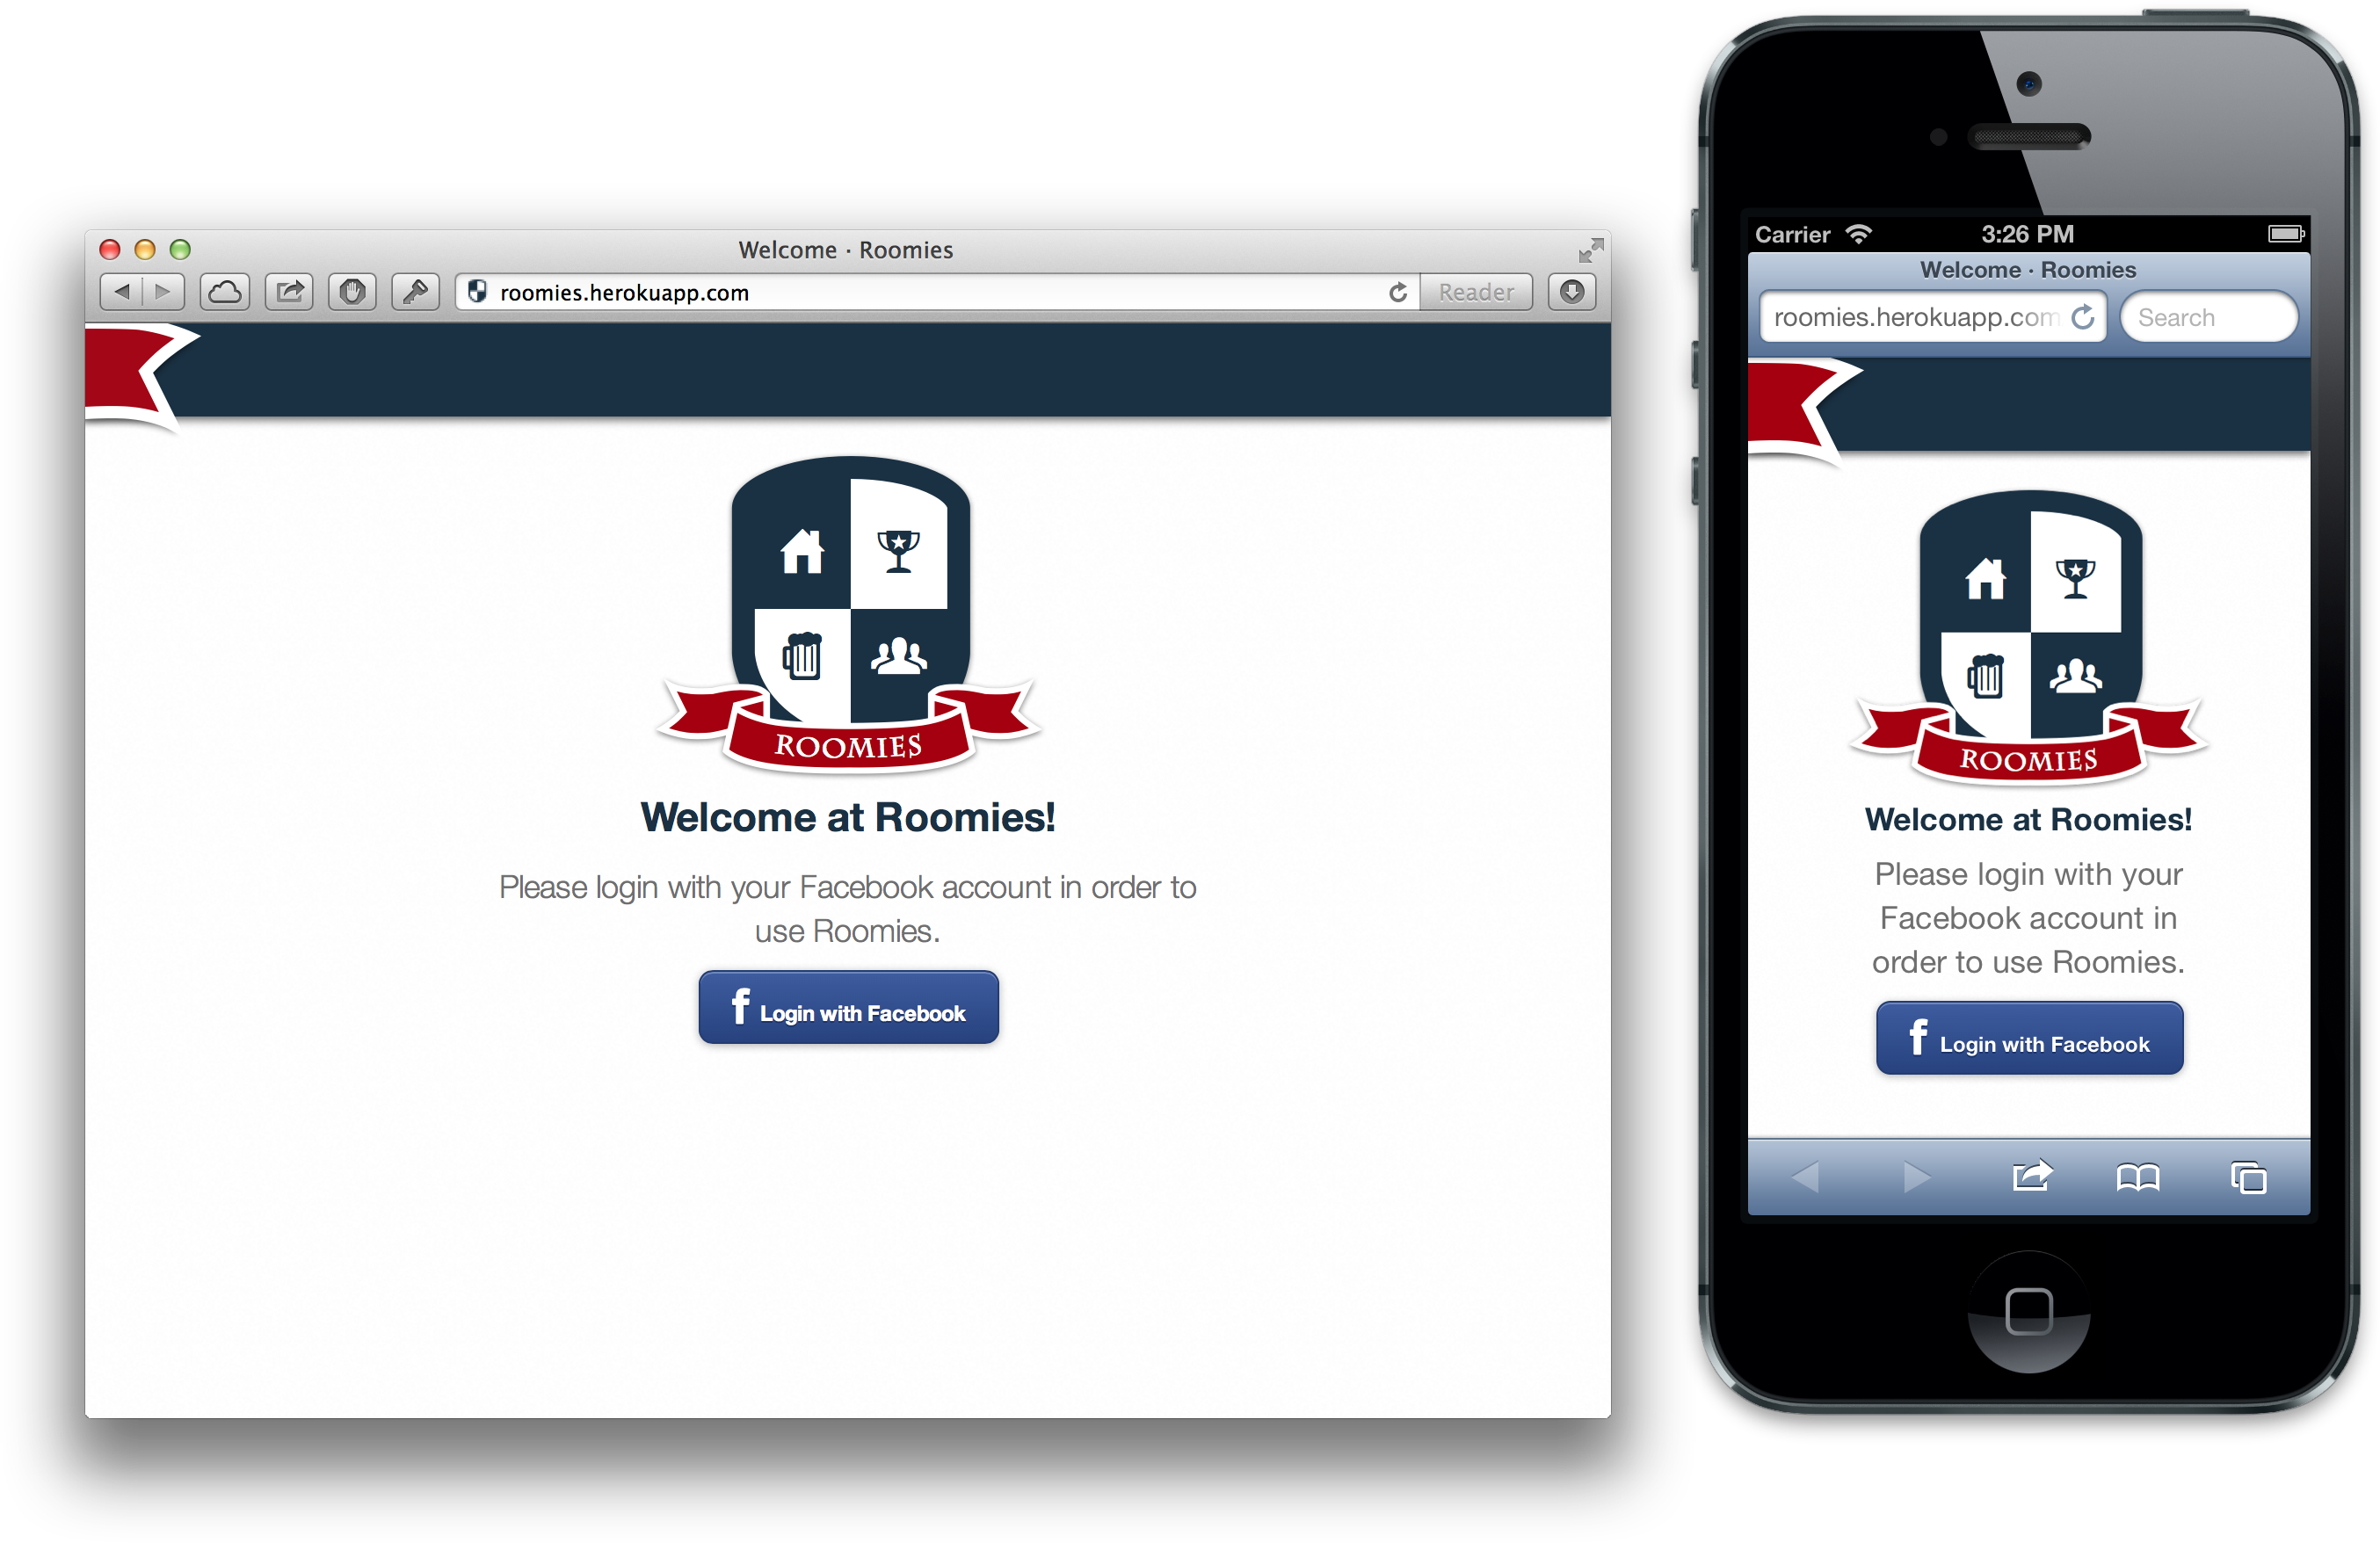 Welcome · Roomies
roomies.herokuapp.com
Reader
ROOMIES
Welcome at Roomies!
Please login with your Facebook account in order to
use Roomies.
f Login with Facebook
Carrier 3:26 PM
Welcome · Roomies
roomies.herokuapp.com
Search
ROOMIES
Welcome at Roomies!
Please login with your
Facebook account in
order to use Roomies.
f Login with Facebook